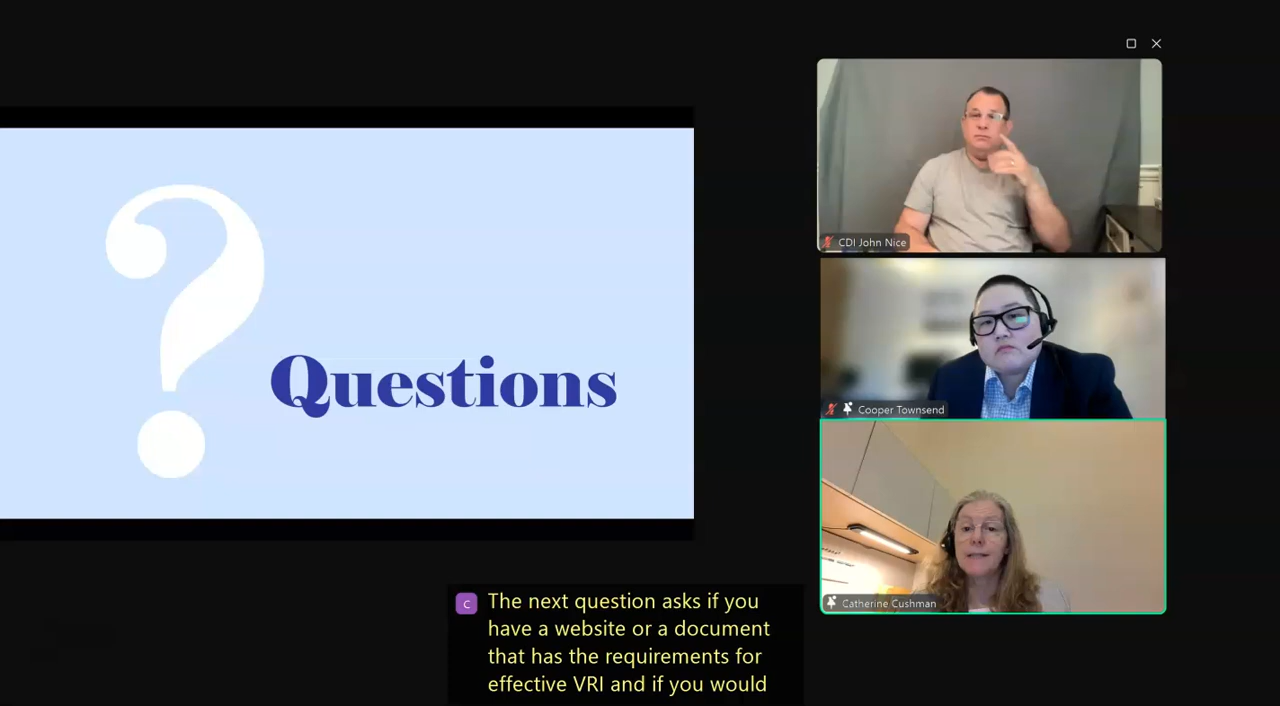 ?
Questions
CDI John Nice
Cooper Townsend
Catherine Cushman
C
The next question asks if you
have a website or a document
that has the requirements for
effective VRI and if you would